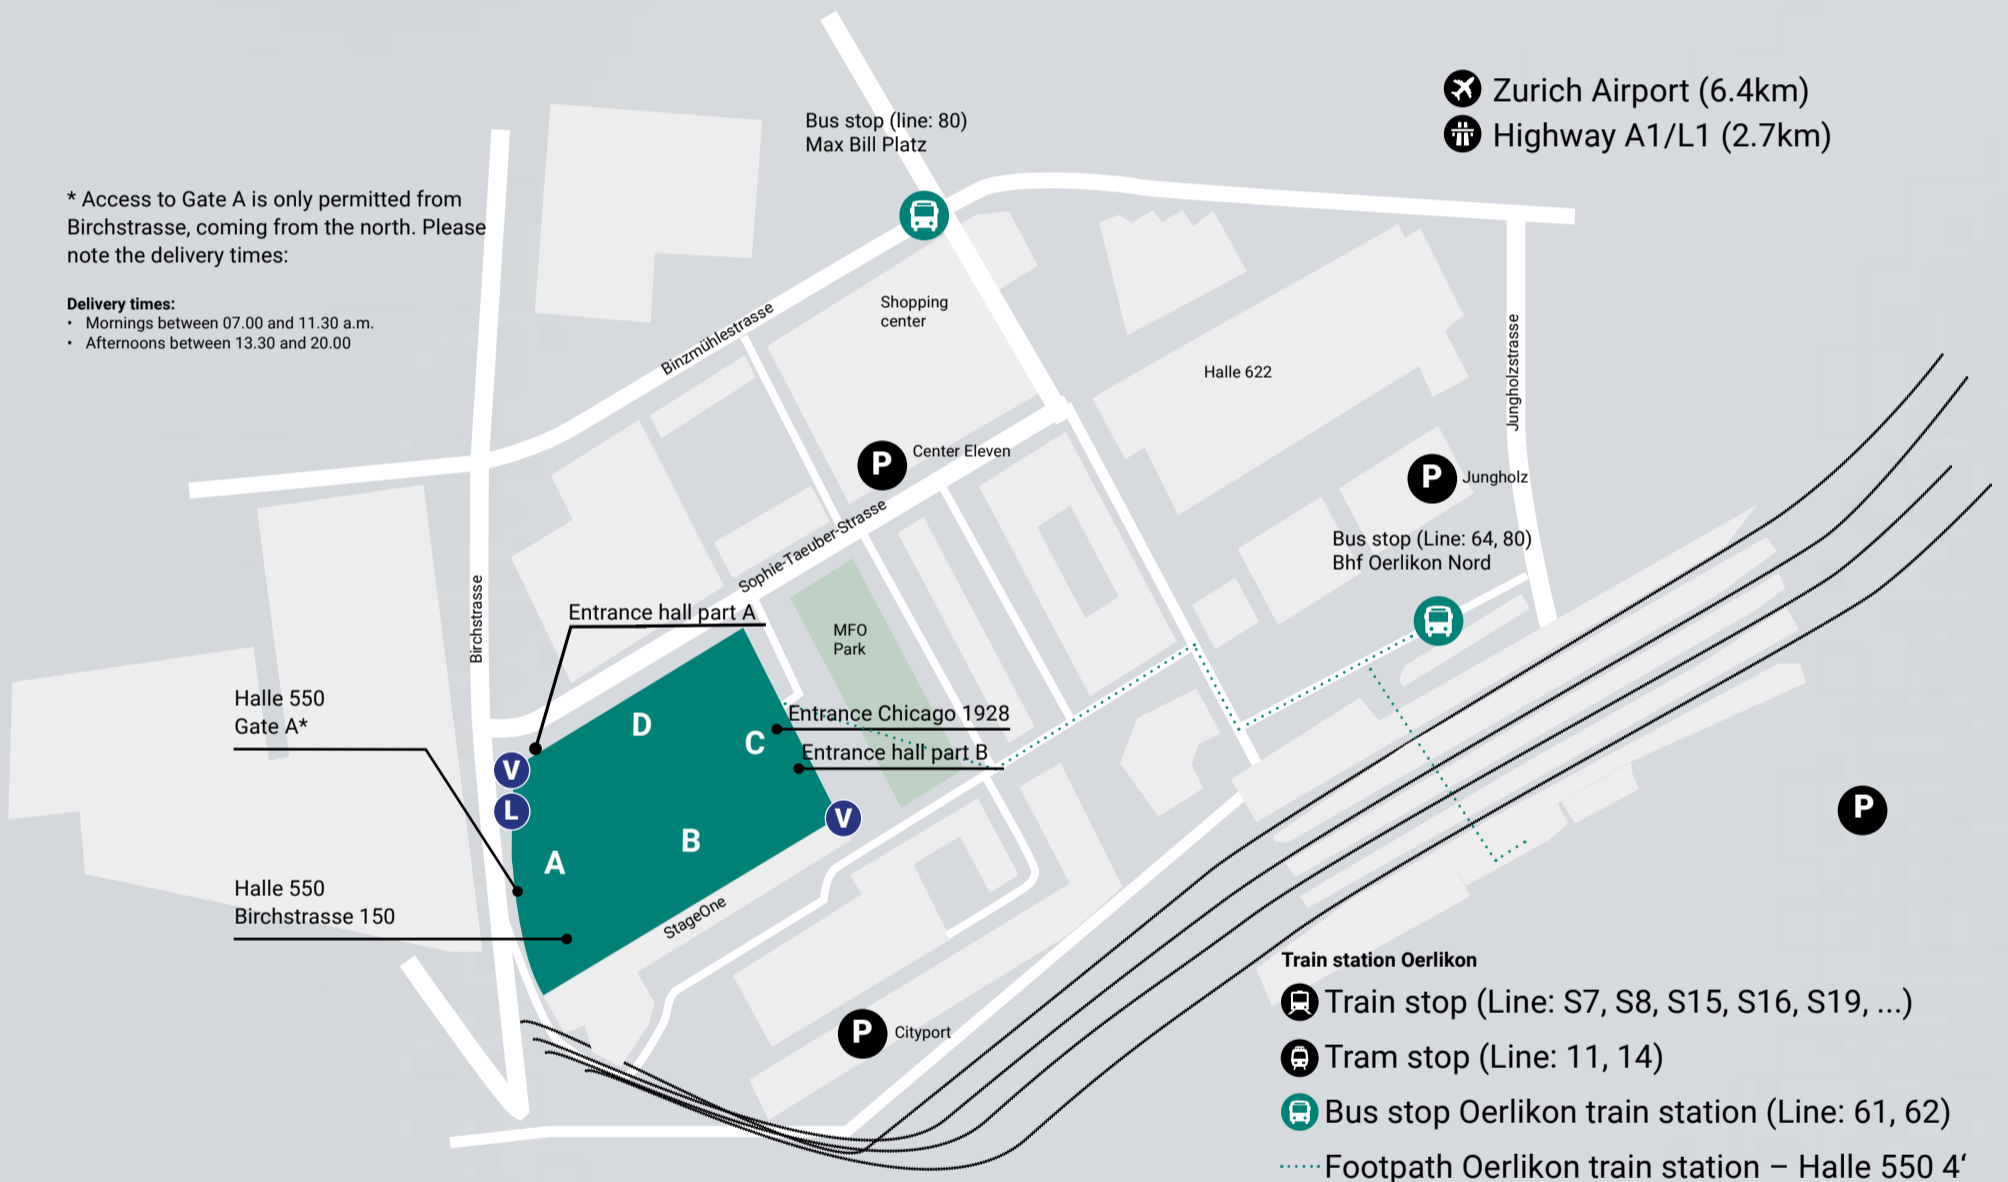 Zurich Airport (6.4km)
Highway A1/L1 (2.7km)
Bus stop (line: 80)
Max Bill Platz
* Access to Gate A is only permitted from
Birchstrasse, coming from the north. Please
note the delivery times:
Delivery times:
• Mornings between 07.00 and 11.30 a.m.
• Afternoons between 13.30 and 20.00
Binzmühlestrasse
Shopping
center
Halle 622
Jungholzstrasse
P
Center Eleven
P
Jungholz
Sophie-Taeuber-Strasse
Bus stop (Line: 64, 80)
Bhf Oerlikon Nord
Birchstrasse
Entrance hall part A
MFO
Park
Halle 550
Gate A*
D
C
Entrance Chicago 1928
Entrance hall part B
V
L
V
A
B
P
Halle 550
Birchstrasse 150
StageOne
P
Cityport
Train station Oerlikon
Train stop (Line: S7, S8, S15, S16, S19, ...)
Tram stop (Line: 11, 14)
Bus stop Oerlikon train station (Line: 61, 62)
Footpath Oerlikon train station – Halle 550 4‘